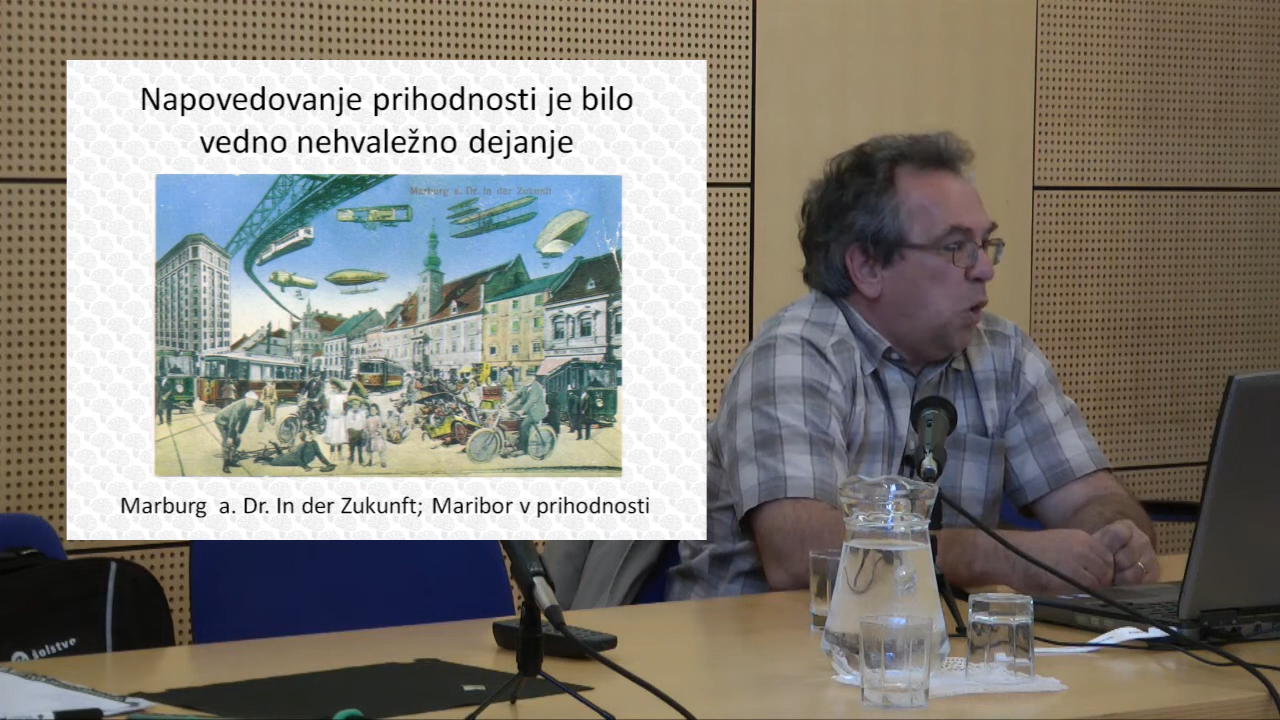 Napovedovanje prihodnosti je bilo
vedno nehvaležno dejanje
Marburg a. Dr. In der Zukunft
Marburg a. Dr. In der Zukunft; Maribor v prihodnosti
šolstvo